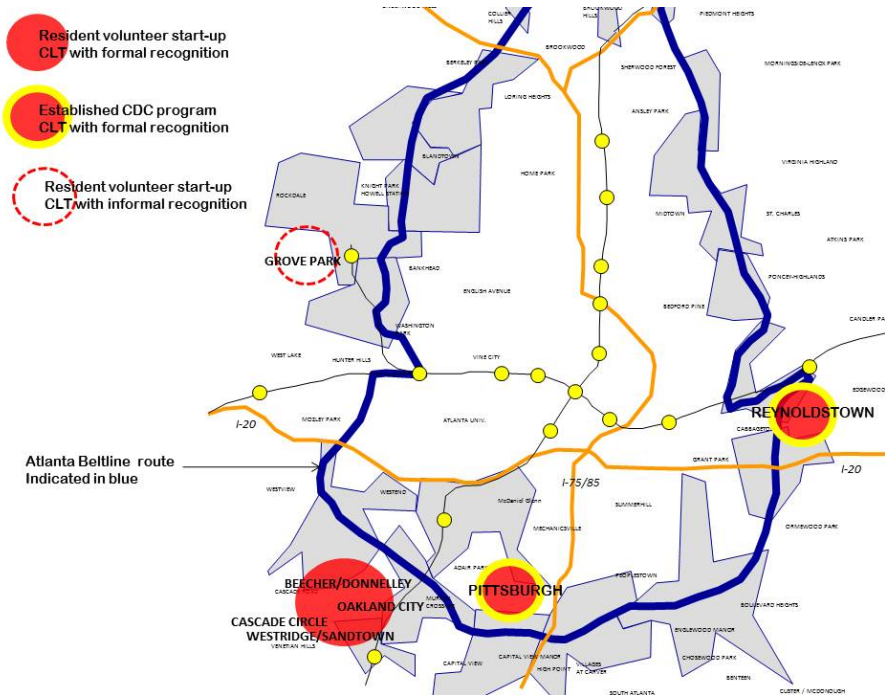 COLLIER
HILLS
BROOKWOOD
HILLS
PIEDMONT HEIGHTS
Resident volunteer start-up
CLT with formal recognition
BROOKWOOD
SHERWOOD FOREST
MORNINGSIDE-LENOX PARK
LORING HEIGHTS
Established CDC program
CLT with formal recognition
ANSLEY PARK
BLANDTOWN
VIRGINIA HIGHLAND
HOME PARK
Resident volunteer start-up
CLT with informal recognition
ROCKDALE
KNIGHT PARK
HOWELL STATION
MIDTOWN
ST. CHARLES
ATKINS PARK
GROVE PARK
BANKHEAD
PONCEY-HIGHLANDS
ENGLISH AVENUE
BEDFORD PINE
WASHINGTON
PARK
CANDLER PA
WEST LAKE
HUNTER HILLS
VINE CITY
EDGEWOOD
REYNOLDSTOWN
I-20
MOZLEY PARK
ATLANTA UNIV.
CABBAGETO
GRANT PARK
Atlanta Beltline route
Indicated in blue
I-20
WESTVIEW
WESTEND
I-75/85
McDaniel Glenn
SUMMERHILL
MECHANICSVILLE
ORMEWOOD PARK
ADAIR PARK
PEOPLESTOWN
BEECHER/DONNELLEY
CASCADE ROAD
PITTSBURGH
OAKLAND CITY
BOULEVARD HEIGHTS
CASCADE CIRCLE
WESTRIDGE/SANDTOWN
ENGLEWOOD MANOR
VENETIAN HILLS
CAPITAL VIEW
CAPITAL VIEW MANOR
HIGH POINT
VILLAGES
AT CARVER
CHOSEWOOD PARK
BENTEEN
SOUTH ATLANTA
CUSTER / MCDONOUGH